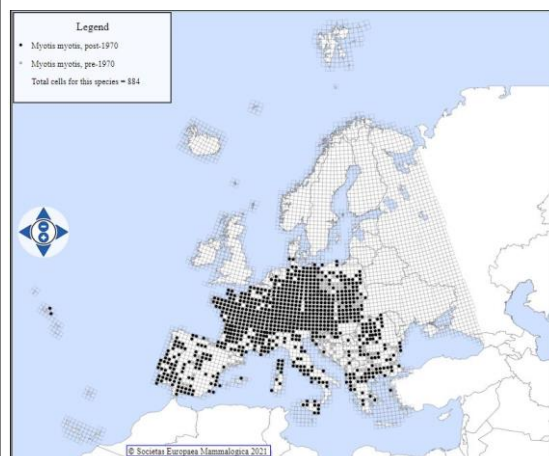 Legend
Myotis myotis, post-1970
Myotis myotis, pre-1970
Total cells for this species = 884
© Societas Europaea Mammalogica 2021